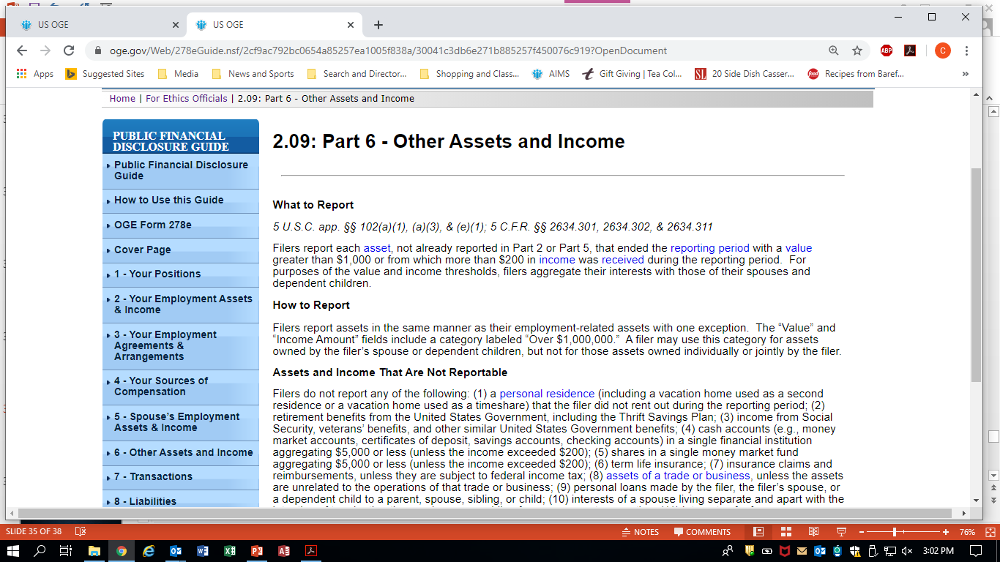 US OGE
US OGE
oge.gov/Web/278eGuide.nsf/2cf9ac792bc0654a85257ea1005f838a/30041c3db6e271b885257f450076c919?OpenDocument
ABP
C
Apps
Suggested Sites
Media
News and Sports
Search and Director...
Shopping and Class...
AIMS
Gift Giving | Tea Col...
SL 20 Side Dish Casser...
food Recipes from Baref...
»
Home | For Ethics Officials | 2.09: Part 6 - Other Assets and Income
PUBLIC FINANCIAL
DISCLOSURE GUIDE
Public Financial Disclosure
Guide
How to Use this Guide
OGE Form 278e
Cover Page
1 - Your Positions
2 - Your Employment Assets
& Income
3 - Your Employment
Agreements &
Arrangements
4 - Your Sources of
Compensation
5 - Spouse's Employment
Assets & Income
6 - Other Assets and Income
7 - Transactions
8 - Liabilities
2.09: Part 6 - Other Assets and Income
What to Report
5 U.S.C. app. §§ 102(a)(1), (a)(3), & (e)(1); 5 C.F.R. §§ 2634.301, 2634.302, & 2634.311
Filers report each asset, not already reported in Part 2 or Part 5, that ended the reporting period with a value
greater than $1,000 or from which more than $200 in income was received during the reporting period.  For
purposes of the value and income thresholds, filers aggregate their interests with those of their spouses and
dependent children.
How to Report
Filers report assets in the same manner as their employment-related assets with one exception.  The “Value” and
“Income Amount” fields include a category labeled “Over $1,000,000.”  A filer may use this category for assets
owned by the filer’s spouse or dependent children, but not for those assets owned individually or jointly by the filer.
Assets and Income That Are Not Reportable
Filers do not report any of the following: (1) a personal residence (including a vacation home used as a second
residence or a vacation home used as a timeshare) that the filer did not rent out during the reporting period; (2)
retirement benefits from the United States Government, including the Thrift Savings Plan; (3) income from Social
Security, veterans’ benefits, and other similar United States Government benefits; (4) cash accounts (e.g., money
market accounts, certificates of deposit, savings accounts, checking accounts) in a single financial institution
aggregating $5,000 or less (unless the income exceeded $200); (5) shares in a single money market fund
aggregating $5,000 or less (unless the income exceeded $200); (6) term life insurance; (7) insurance claims and
reimbursements, unless they are subject to federal income tax; (8) assets of a trade or business, unless the assets
are unrelated to the operations of that trade or business; (9) personal loans made by the filer, the filer’s spouse, or
a dependent child to a parent, spouse, sibling, or child; (10) interests of a spouse living separate and apart with the
SLIDE 35 OF 38
NOTES
COMMENTS
76%
3:02 PM